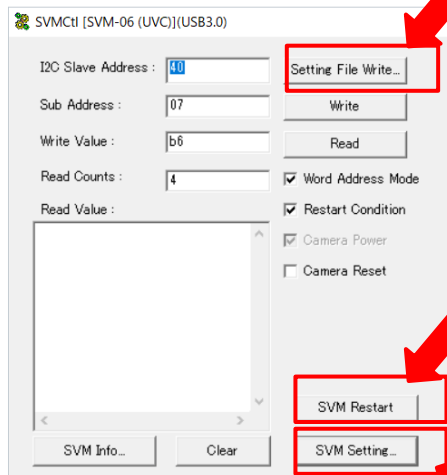 SVMCtl [SVM-06 (UVC)](USB3.0)
I2C Slave Address : 40 Setting File Write...
Sub Address : 07 Write
Write Value : b6 Read
Read Counts : 4 Word Address Mode
Read Value : Restart Condition
Camera Power
Camera Reset
SVM Restart
SVM Info... Clear SVM Setting...